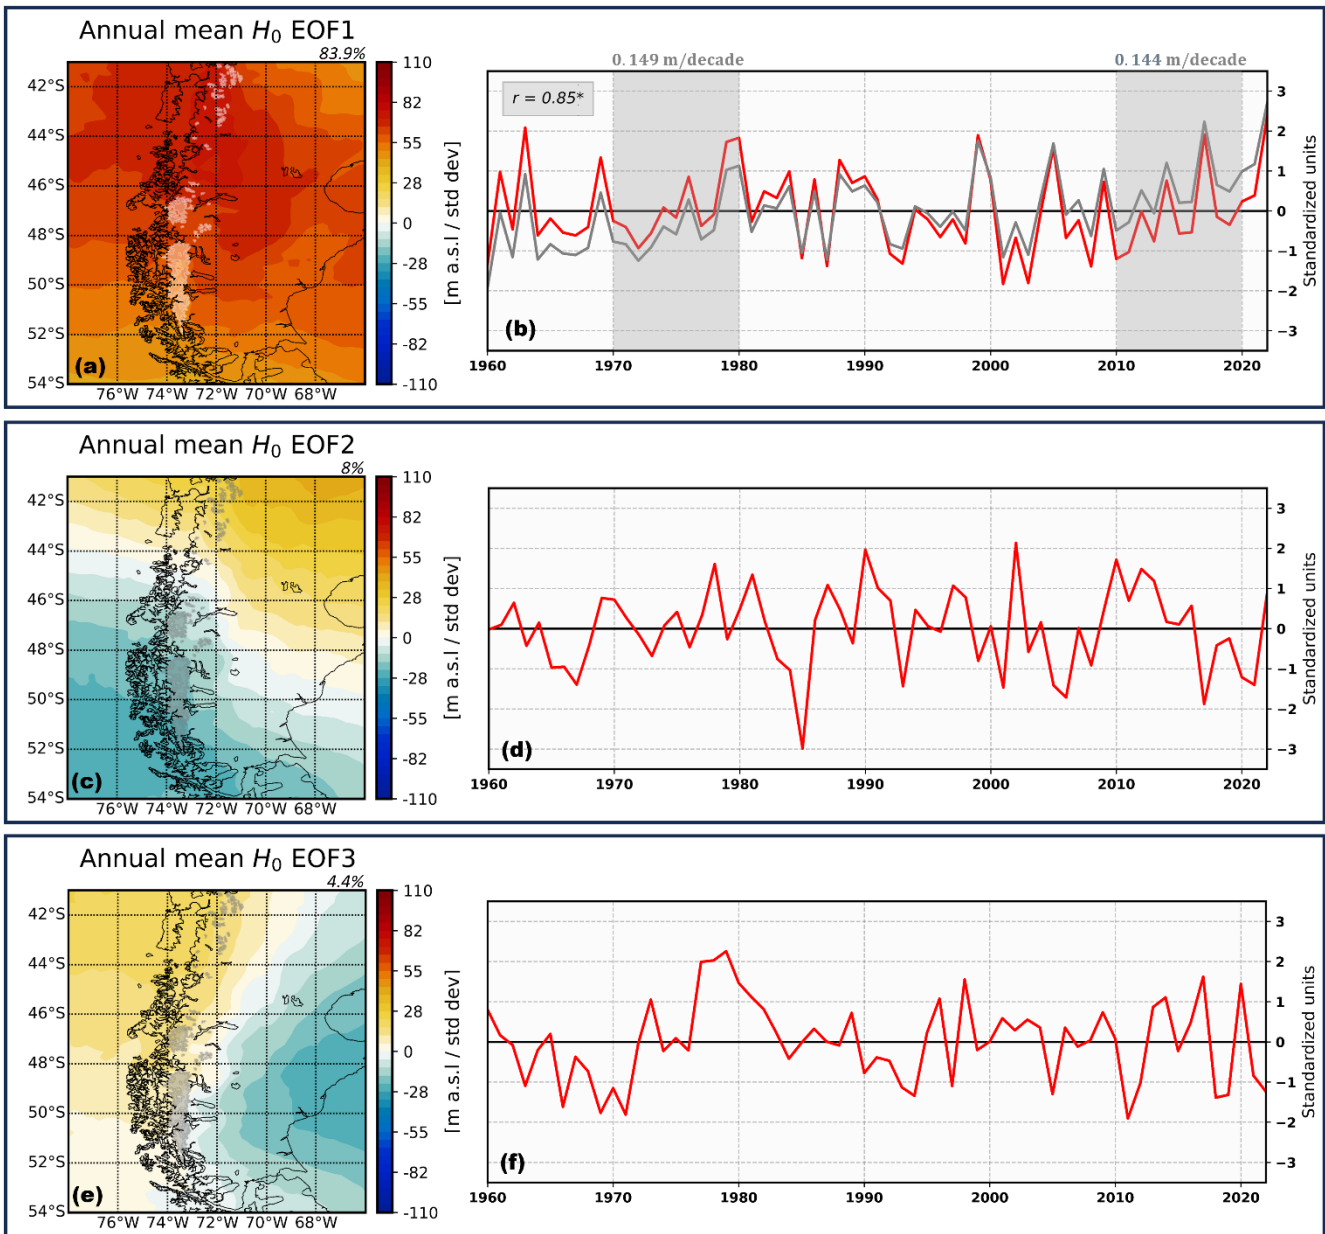 Annual mean H₀ EOF1
83.9%
42°S
44°S
46°S
48°S
50°S
52°S
54°S
76°W 74°W 72°W 70°W 68°W
(a)
110
82
55
28
0
-28
-55
-82
-110
[m a.s.l / std dev]
0.149 m/decade
0.144 m/decade
r = 0.85*
(b)
3
2
1
0
−1
−2
−3
Standardized units
1960 1970 1980 1990 2000 2010 2020
Annual mean H₀ EOF2
8%
42°S
44°S
46°S
48°S
50°S
52°S
54°S
76°W 74°W 72°W 70°W 68°W
(c)
110
82
55
28
0
-28
-55
-82
-110
[m a.s.l / std dev]
(d)
3
2
1
0
−1
−2
−3
Standardized units
1960 1970 1980 1990 2000 2010 2020
Annual mean H₀ EOF3
4.4%
42°S
44°S
46°S
48°S
50°S
52°S
54°S
76°W 74°W 72°W 70°W 68°W
(e)
110
82
55
28
0
-28
-55
-82
-110
[m a.s.l / std dev]
(f)
3
2
1
0
−1
−2
−3
Standardized units
1960 1970 1980 1990 2000 2010 2020